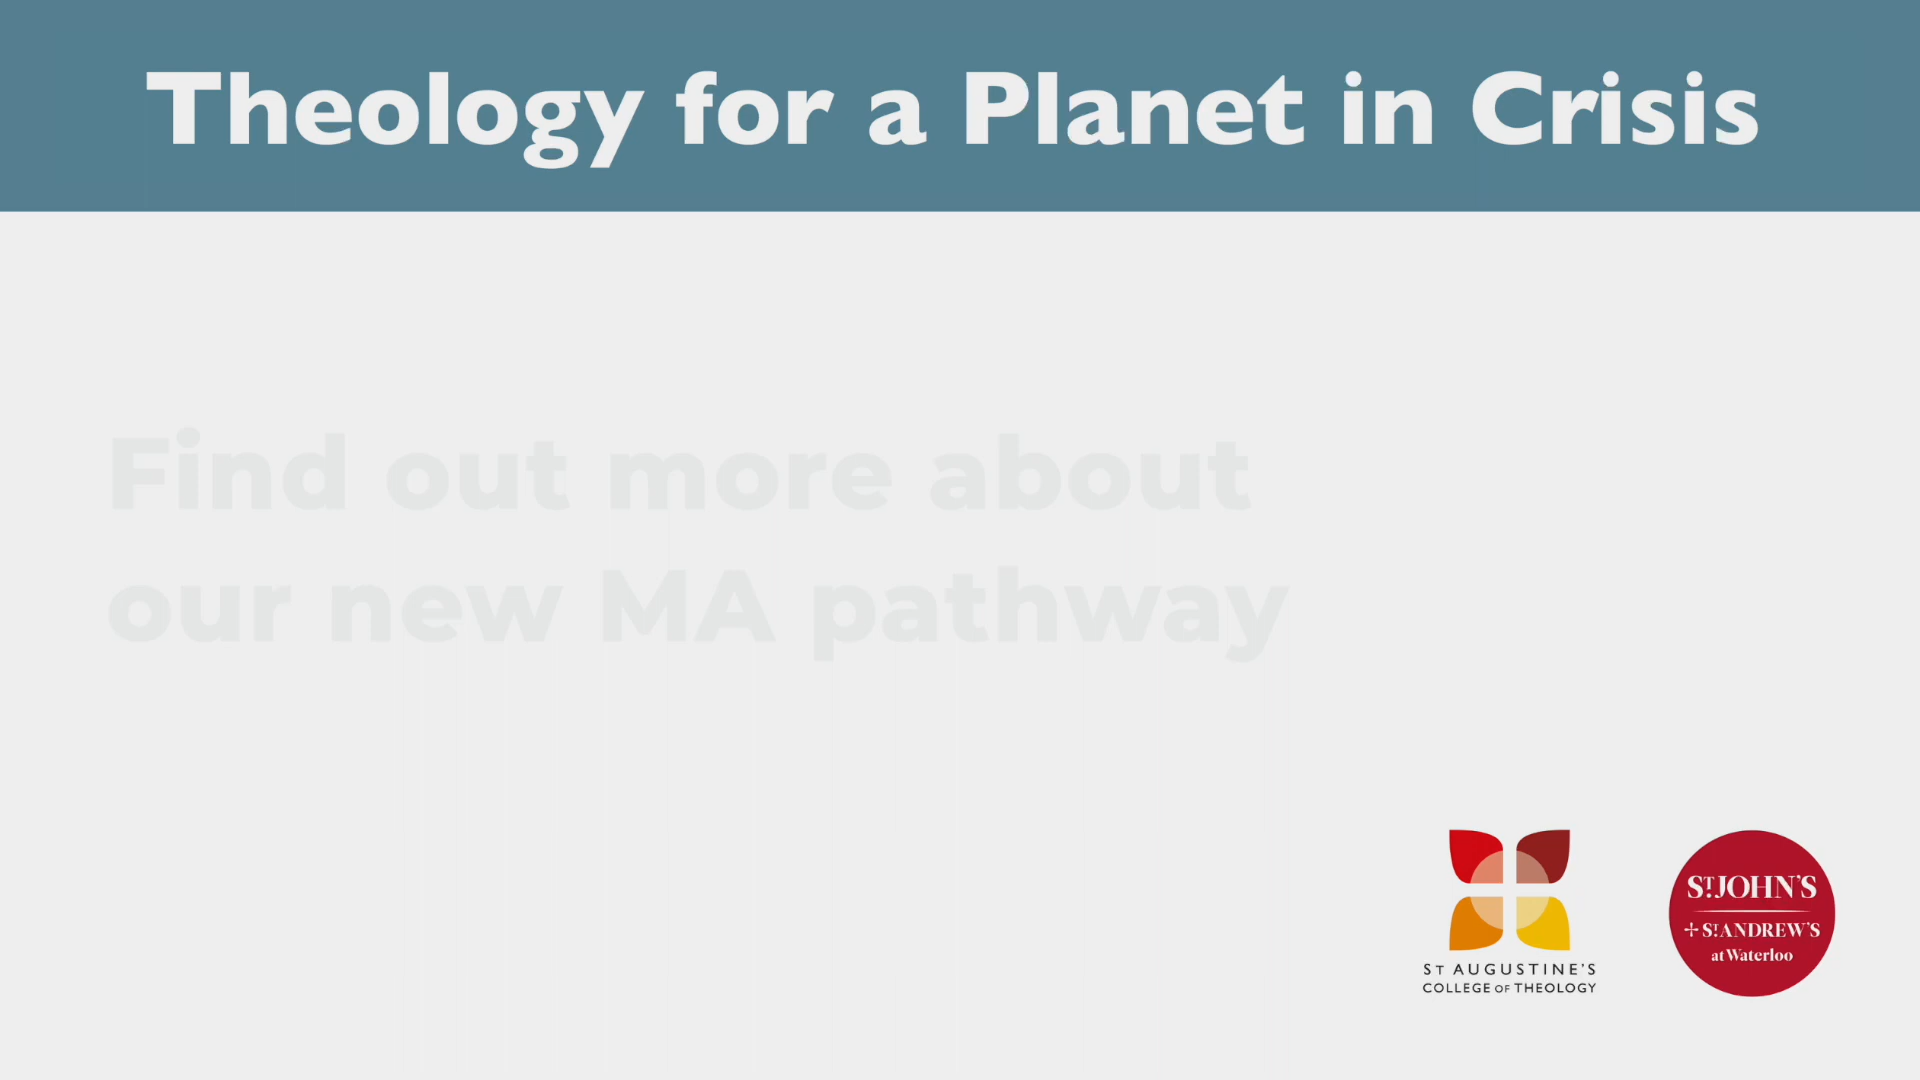 Theology for a Planet in Crisis
Find out more about
our new MA pathway
ST AUGUSTINE'S
COLLEGE OF THEOLOGY
ST JOHN'S
+ ST ANDREW'S
at Waterloo